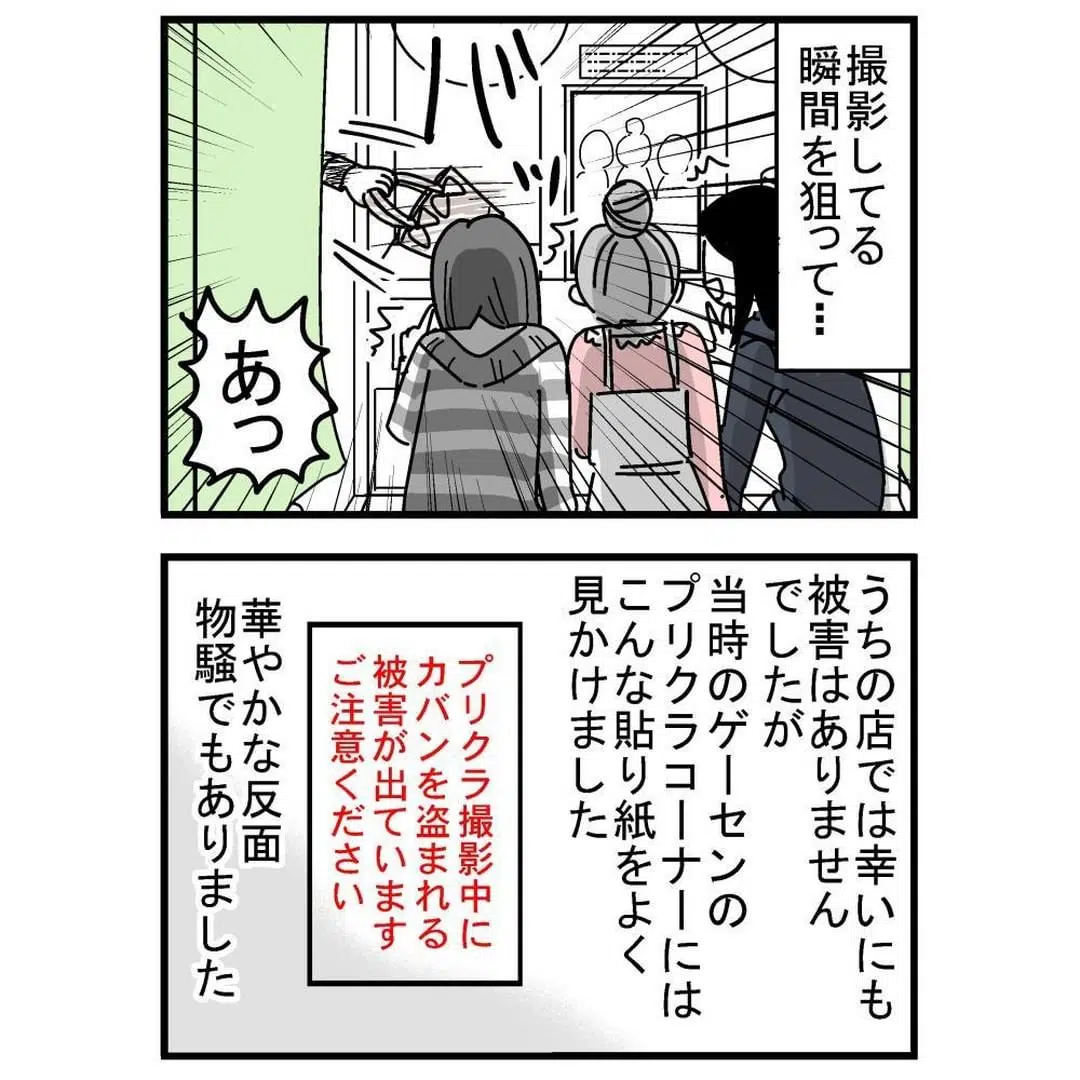 撮影してる
瞬間を狙って…
バッ
あっ
うちの店では幸いにも
被害はありません
でしたが
当時のゲーセンの
プリクラコーナーには
こんな貼り紙をよく
見かけました
プリクラ撮影中に
カバンを盗まれる
被害が出ています
ご注意ください
華やかな反面
物騒でもありました